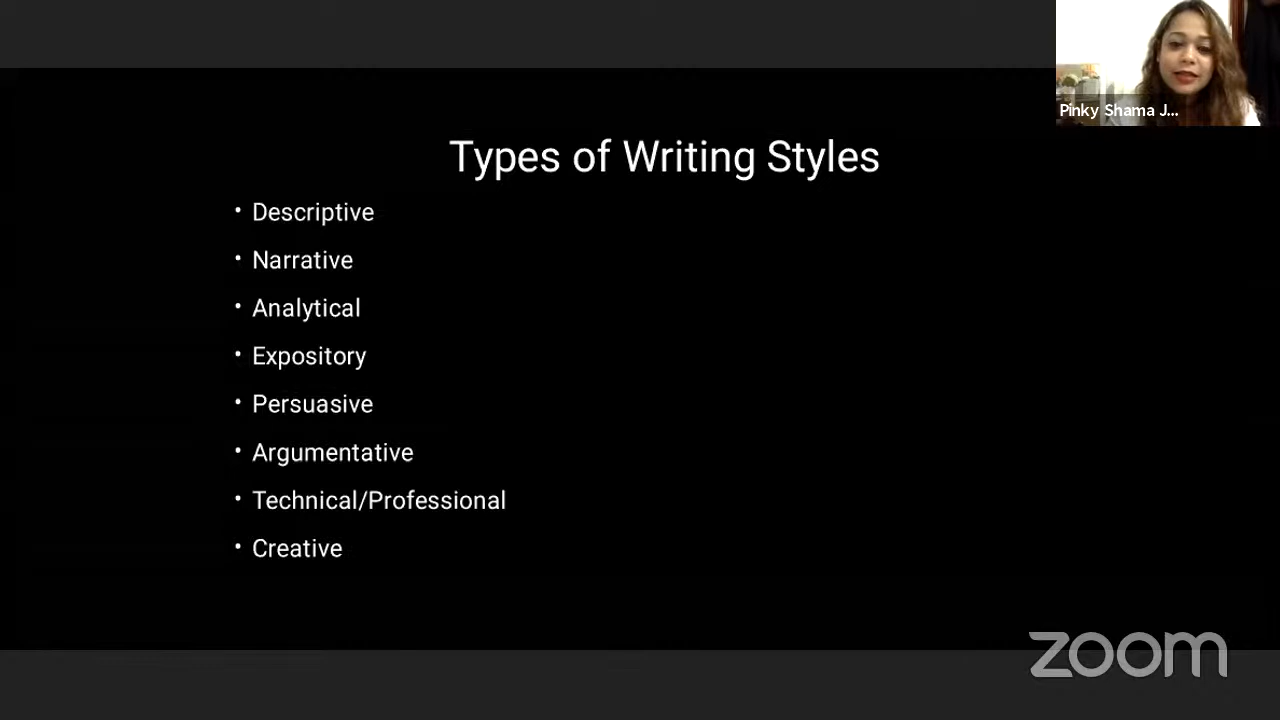 Pinky Shama J...
Types of Writing Styles
• Descriptive
• Narrative
• Analytical
• Expository
• Persuasive
• Argumentative
• Technical/Professional
• Creative
zoom